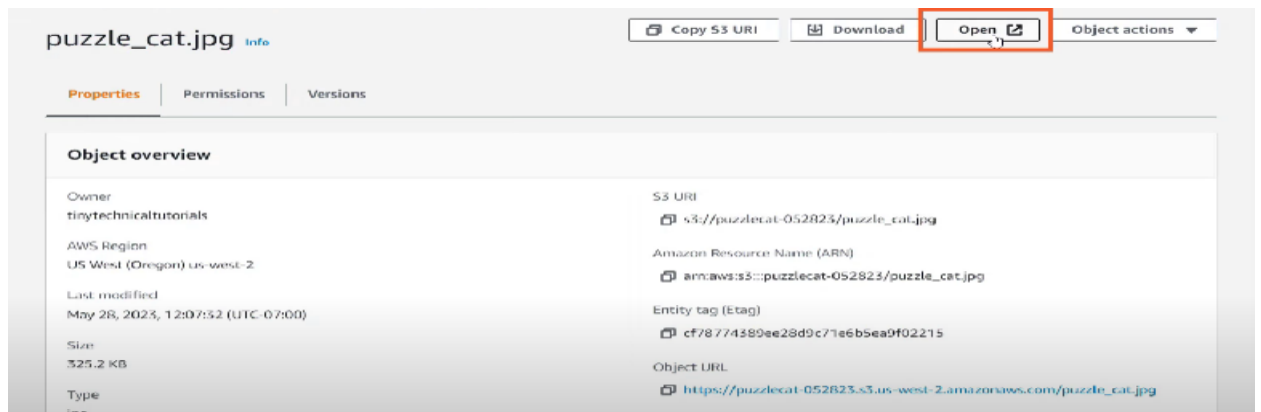 puzzle_cat.jpg Info
Copy S3 URI Download Open Object actions
Properties Permissions Versions
Object overview
Owner
tinytechnicaltutorials
AWS Region
US West (Oregon) us-west-2
Last modified
May 28, 2023, 12:07:32 (UTC-07:00)
Size
325.2 KB
Type
S3 URI
s3://puzzlecat-052823/puzzle_cat.jpg
Amazon Resource Name (ARN)
arn:aws:s3:::puzzlecat-052823/puzzle_cat.jpg
Entity tag (Etag)
cf78774389ee28d9c71e6b5ea9f02215
Object URL
https://puzzlecat-052823.s3.us-west-2.amazonaws.com/puzzle_cat.jpg